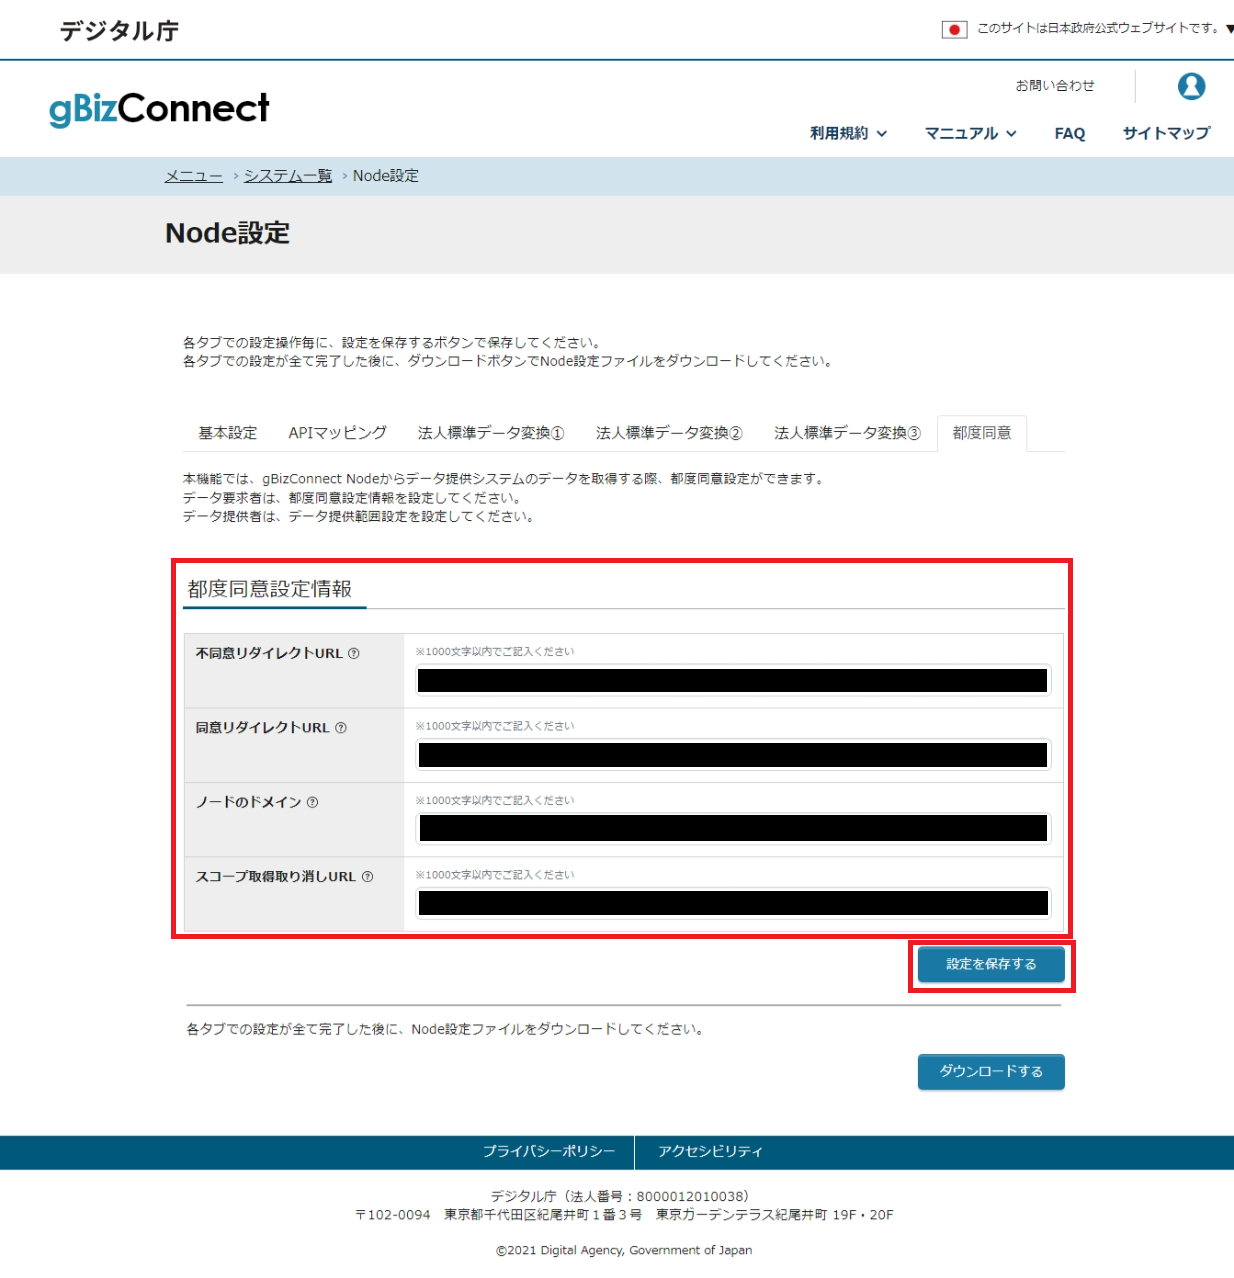 デジタル庁
このサイトは日本政府公式ウェブサイトです。▼
お問い合わせ
gBizConnect
利用規約 マニュアル FAQ サイトマップ
メニュー > システム一覧 > Node設定
Node設定
各タブでの設定操作毎に、設定を保存するボタンで保存してください。
各タブでの設定が全て完了した後に、ダウンロードボタンでNode設定ファイルをダウンロードしてください。
基本設定 APIマッピング 法人標準データ変換① 法人標準データ変換② 法人標準データ変換③ 都度同意
本機能では、gBizConnect Nodeからデータ提供システムのデータを取得する際、都度同意設定ができます。
データ要求者は、都度同意設定情報を設定してください。
データ提供者は、データ提供範囲設定を設定してください。
都度同意設定情報
不同意リダイレクトURL ?
※1000文字以内でご記入ください
同意リダイレクトURL ?
※1000文字以内でご記入ください
ノードのドメイン ?
※1000文字以内でご記入ください
スコープ取得取り消しURL ?
※1000文字以内でご記入ください
設定を保存する
各タブでの設定が全て完了した後に、Node設定ファイルをダウンロードしてください。
ダウンロードする
プライバシーポリシー アクセシビリティ
デジタル庁（法人番号：8000012010038）
〒102-0094　東京都千代田区紀尾井町１番３号　東京ガーデンテラス紀尾井町 19F・20F
©2021 Digital Agency, Government of Japan